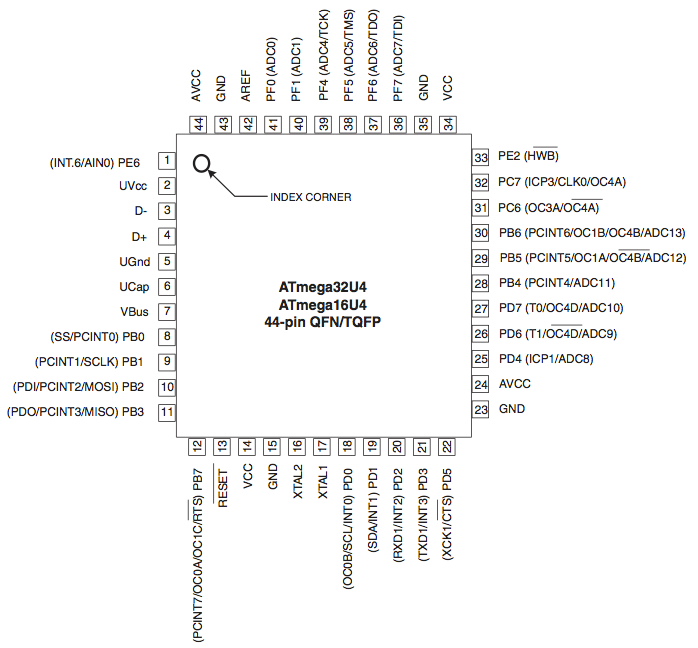 AVCC
GND
AREF
PF0 (ADC0)
PF1 (ADC1)
PF4 (ADC4/TCK)
PF5 (ADC5/TMS)
PF6 (ADC6/TDO)
PF7 (ADC7/TDI)
GND
VCC
44
43
42
41
40
39
38
37
36
35
34
(INT.6/AIN0) PE6 1
UVcc 2
D- 3
D+ 4
UGnd 5
UCap 6
VBus 7
(SS/PCINT0) PB0 8
(PCINT1/SCLK) PB1 9
(PDI/PCINT2/MOSI) PB2 10
(PDO/PCINT3/MISO) PB3 11
INDEX CORNER
ATmega32U4
ATmega16U4
44-pin QFN/TQFP
33 PE2 (HWB)
32 PC7 (ICP3/CLK0/OC4A)
31 PC6 (OC3A/OC4A)
30 PB6 (PCINT6/OC1B/OC4B/ADC13)
29 PB5 (PCINT5/OC1A/OC4B/ADC12)
28 PB4 (PCINT4/ADC11)
27 PD7 (T0/OC4D/ADC10)
26 PD6 (T1/OC4D/ADC9)
25 PD4 (ICP1/ADC8)
24 AVCC
23 GND
12
13
14
15
16
17
18
19
20
21
22
(PCINT7/OC0A/OC1C/RTS) PB7
RESET
VCC
GND
XTAL2
XTAL1
(OC0B/SCL/INT0) PD0
(SDA/INT1) PD1
(RXD1/INT2) PD2
(TXD1/INT3) PD3
(XCK1/CTS) PD5